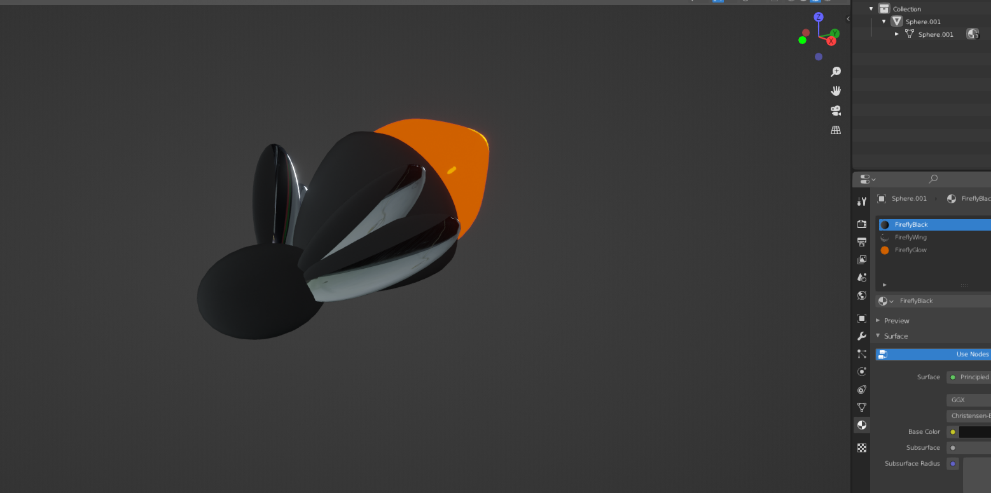 Collection
Sphere.001
Sphere.001
Z
Y
X
Sphere.001 FireflyBlac
FireflyBlack
FireflyWing
FireflyGlow
FireflyBlack
Preview
Surface
Use Nodes
Surface Principled
GGX
Christensen-B
Base Color
Subsurface
Subsurface Radius